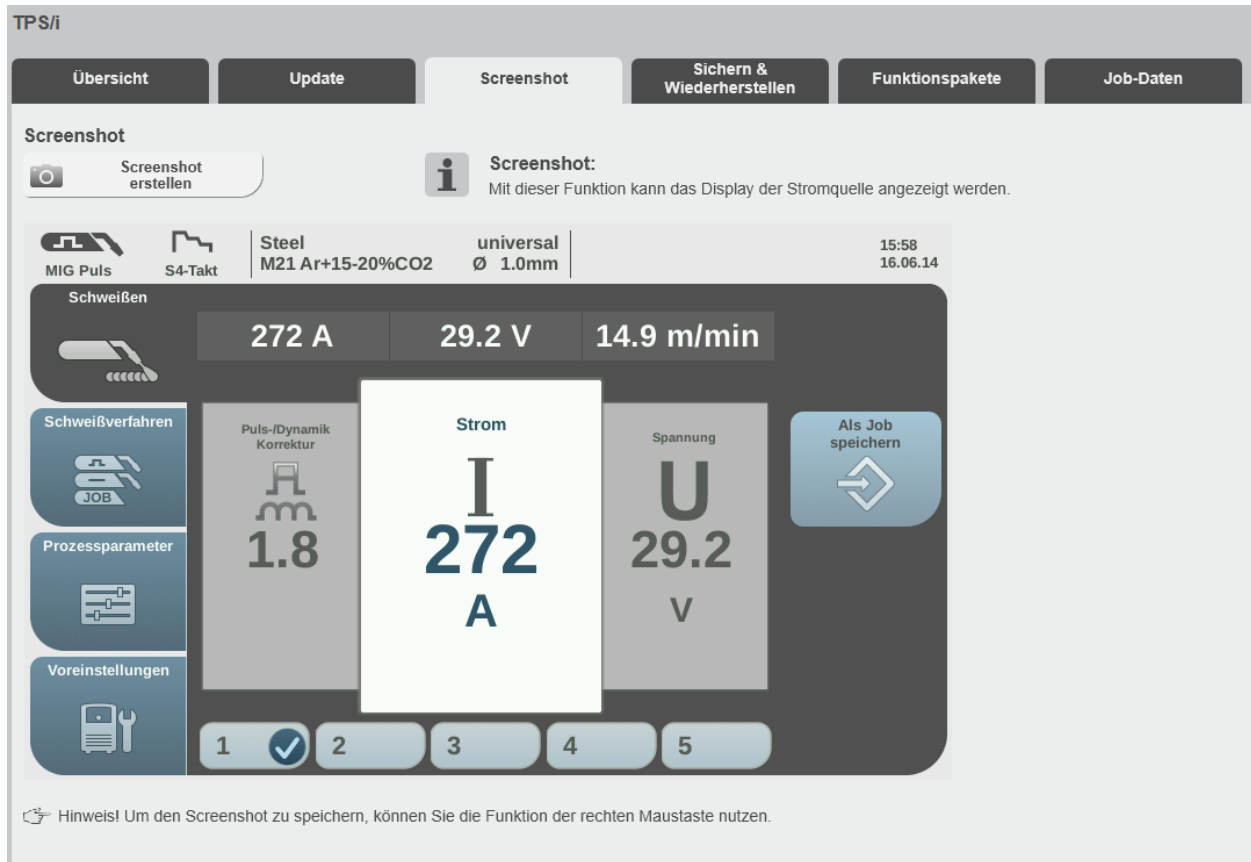 TPS/i
Übersicht
Update
Screenshot
Sichern &
Wiederherstellen
Funktionspakete
Job-Daten
Screenshot
Screenshot
erstellen
Screenshot:
Mit dieser Funktion kann das Display der Stromquelle angezeigt werden.
MIG Puls
S4-Takt
Steel universal
M21 Ar+15-20%CO2 Ø 1.0mm
15:58
16.06.14
Schweißen
272 A 29.2 V 14.9 m/min
Schweißverfahren
JOB
Prozessparameter
Voreinstellungen
Puls-/Dynamik
Korrektur
1.8
Strom
I
272
A
Spannung
U
29.2
V
Als Job
speichern
1 2 3 4 5
Hinweis! Um den Screenshot zu speichern, können Sie die Funktion der rechten Maustaste nutzen.